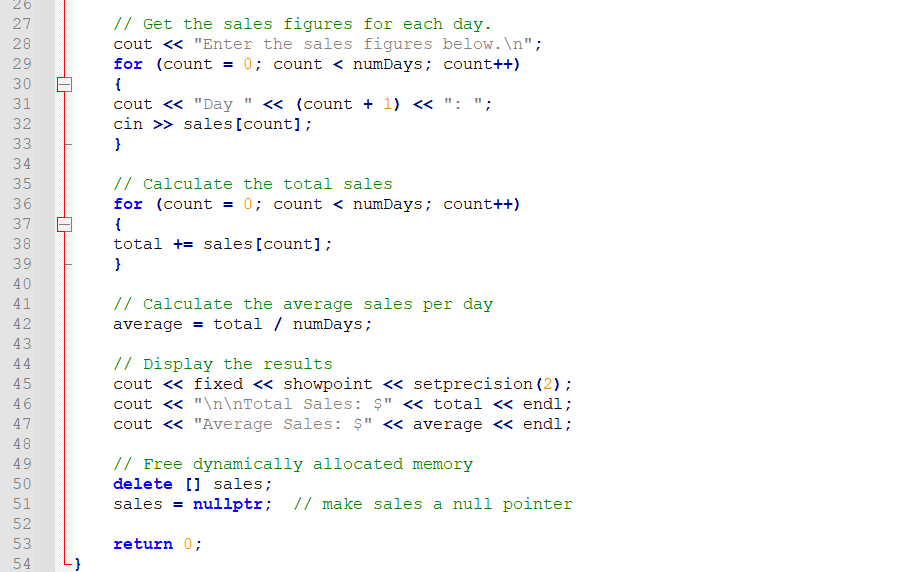 26
27 // Get the sales figures for each day.
28 cout << "Enter the sales figures below.\n";
29 for (count = 0; count < numDays; count++)
30 {
31 cout << "Day " << (count + 1) << ": ";
32 cin >> sales[count];
33 }
34
35 // Calculate the total sales
36 for (count = 0; count < numDays; count++)
37 {
38 total += sales[count];
39 }
40
41 // Calculate the average sales per day
42 average = total / numDays;
43
44 // Display the results
45 cout << fixed << showpoint << setprecision(2);
46 cout << "\n\nTotal Sales: $" << total << endl;
47 cout << "Average Sales: $" << average << endl;
48
49 // Free dynamically allocated memory
50 delete [] sales;
51 sales = nullptr;  // make sales a null pointer
52
53 return 0;
54 }